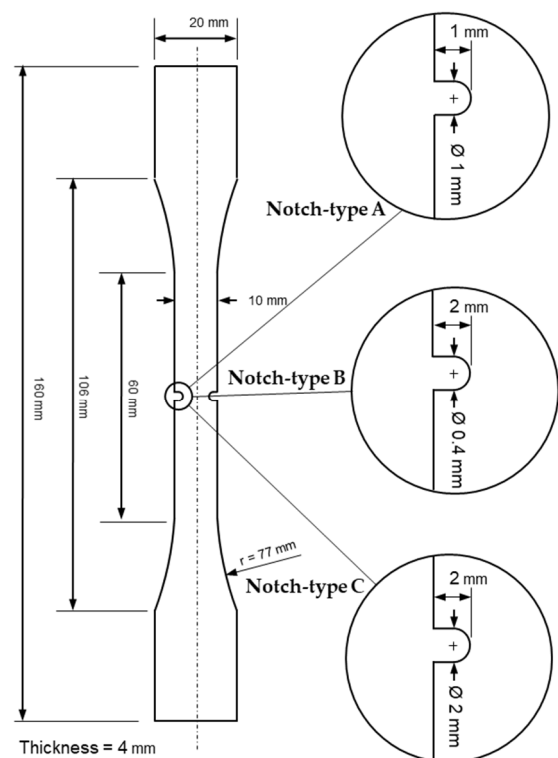 20 mm
1 mm
Ø 1 mm
Notch-type A
10 mm
2 mm
Notch-type B
Ø 0.4 mm
160 mm
106 mm
60 mm
r = 77 mm
Notch-type C
2 mm
Ø 2 mm
Thickness = 4 mm